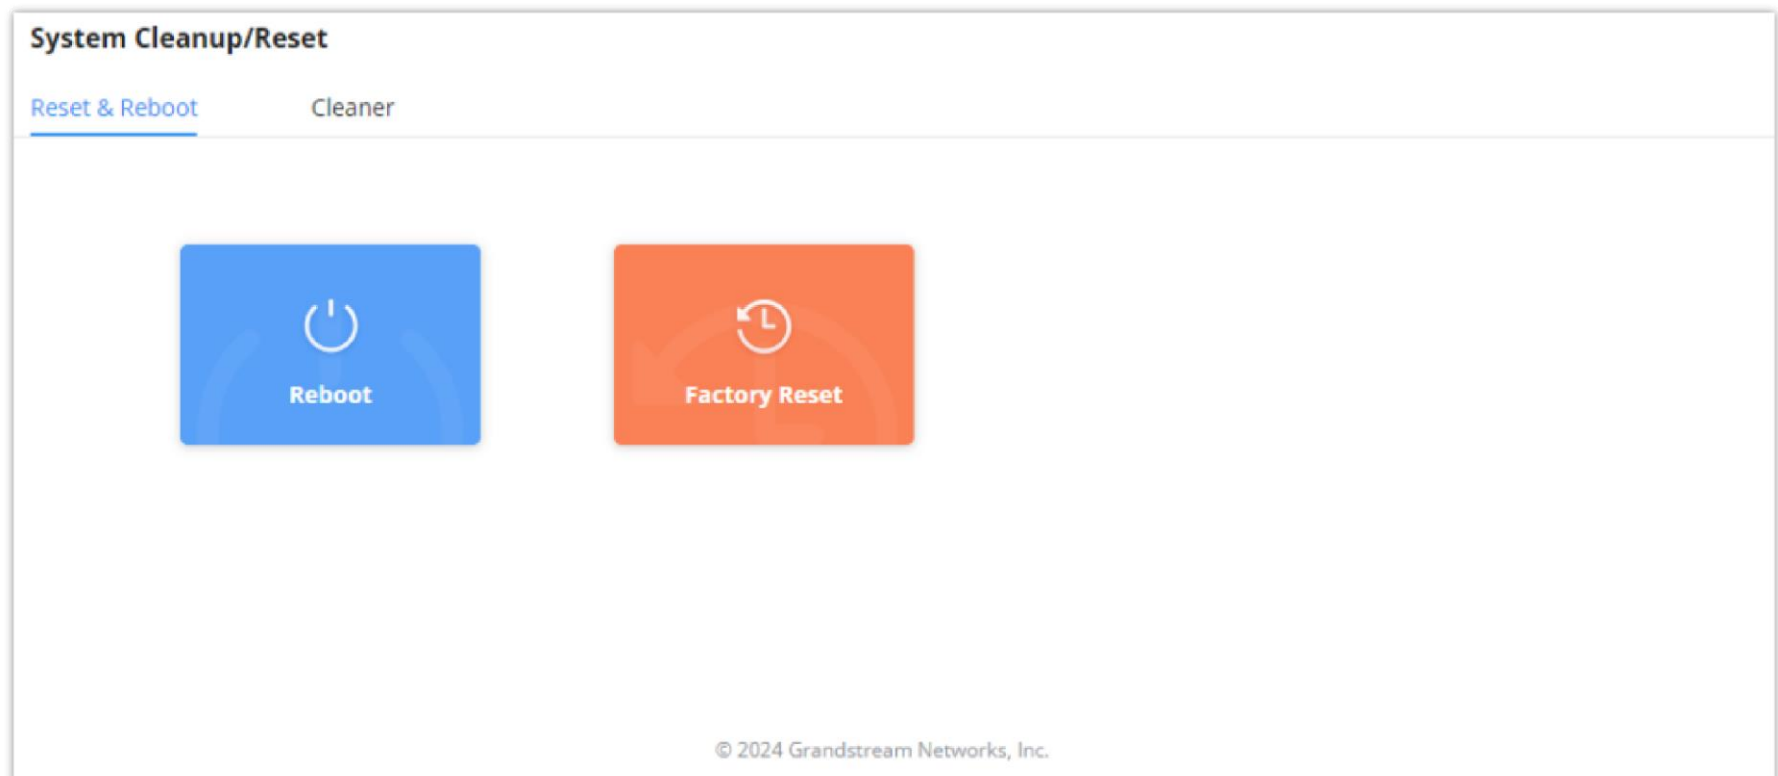 System Cleanup/Reset
Reset & Reboot Cleaner
Reboot Factory Reset
© 2024 Grandstream Networks, Inc.